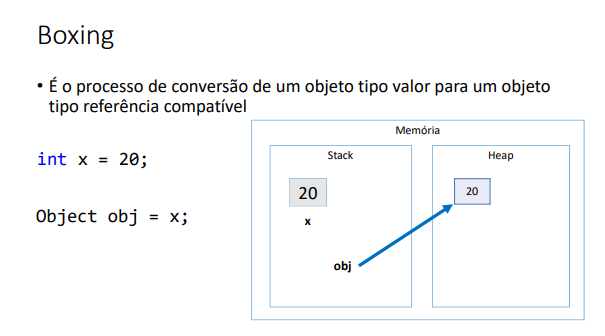 Boxing
• É o processo de conversão de um objeto tipo valor para um objeto
tipo referência compatível
int x = 20;
Object obj = x;
Memória
Stack
Heap
20
20
x
obj